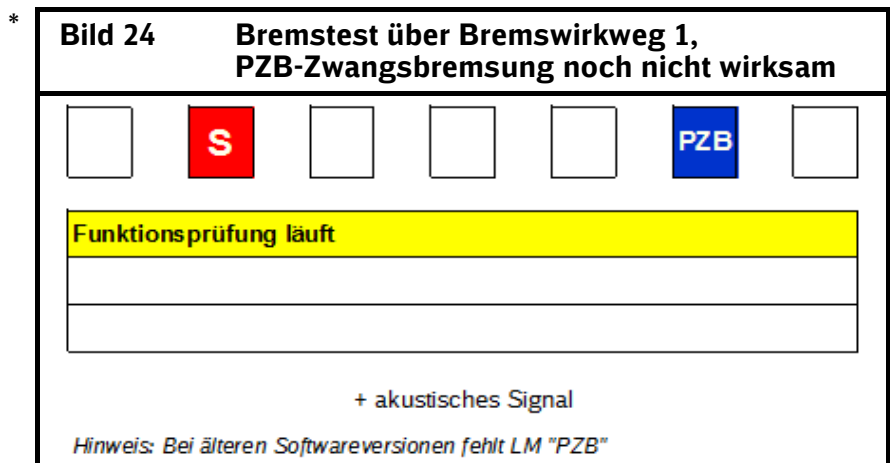 *
Bild 24 Bremstest über Bremswirkweg 1,
PZB-Zwangsbremsung noch nicht wirksam
S PZB
Funktionsprüfung läuft
+ akustisches Signal
Hinweis: Bei älteren Softwareversionen fehlt LM "PZB"